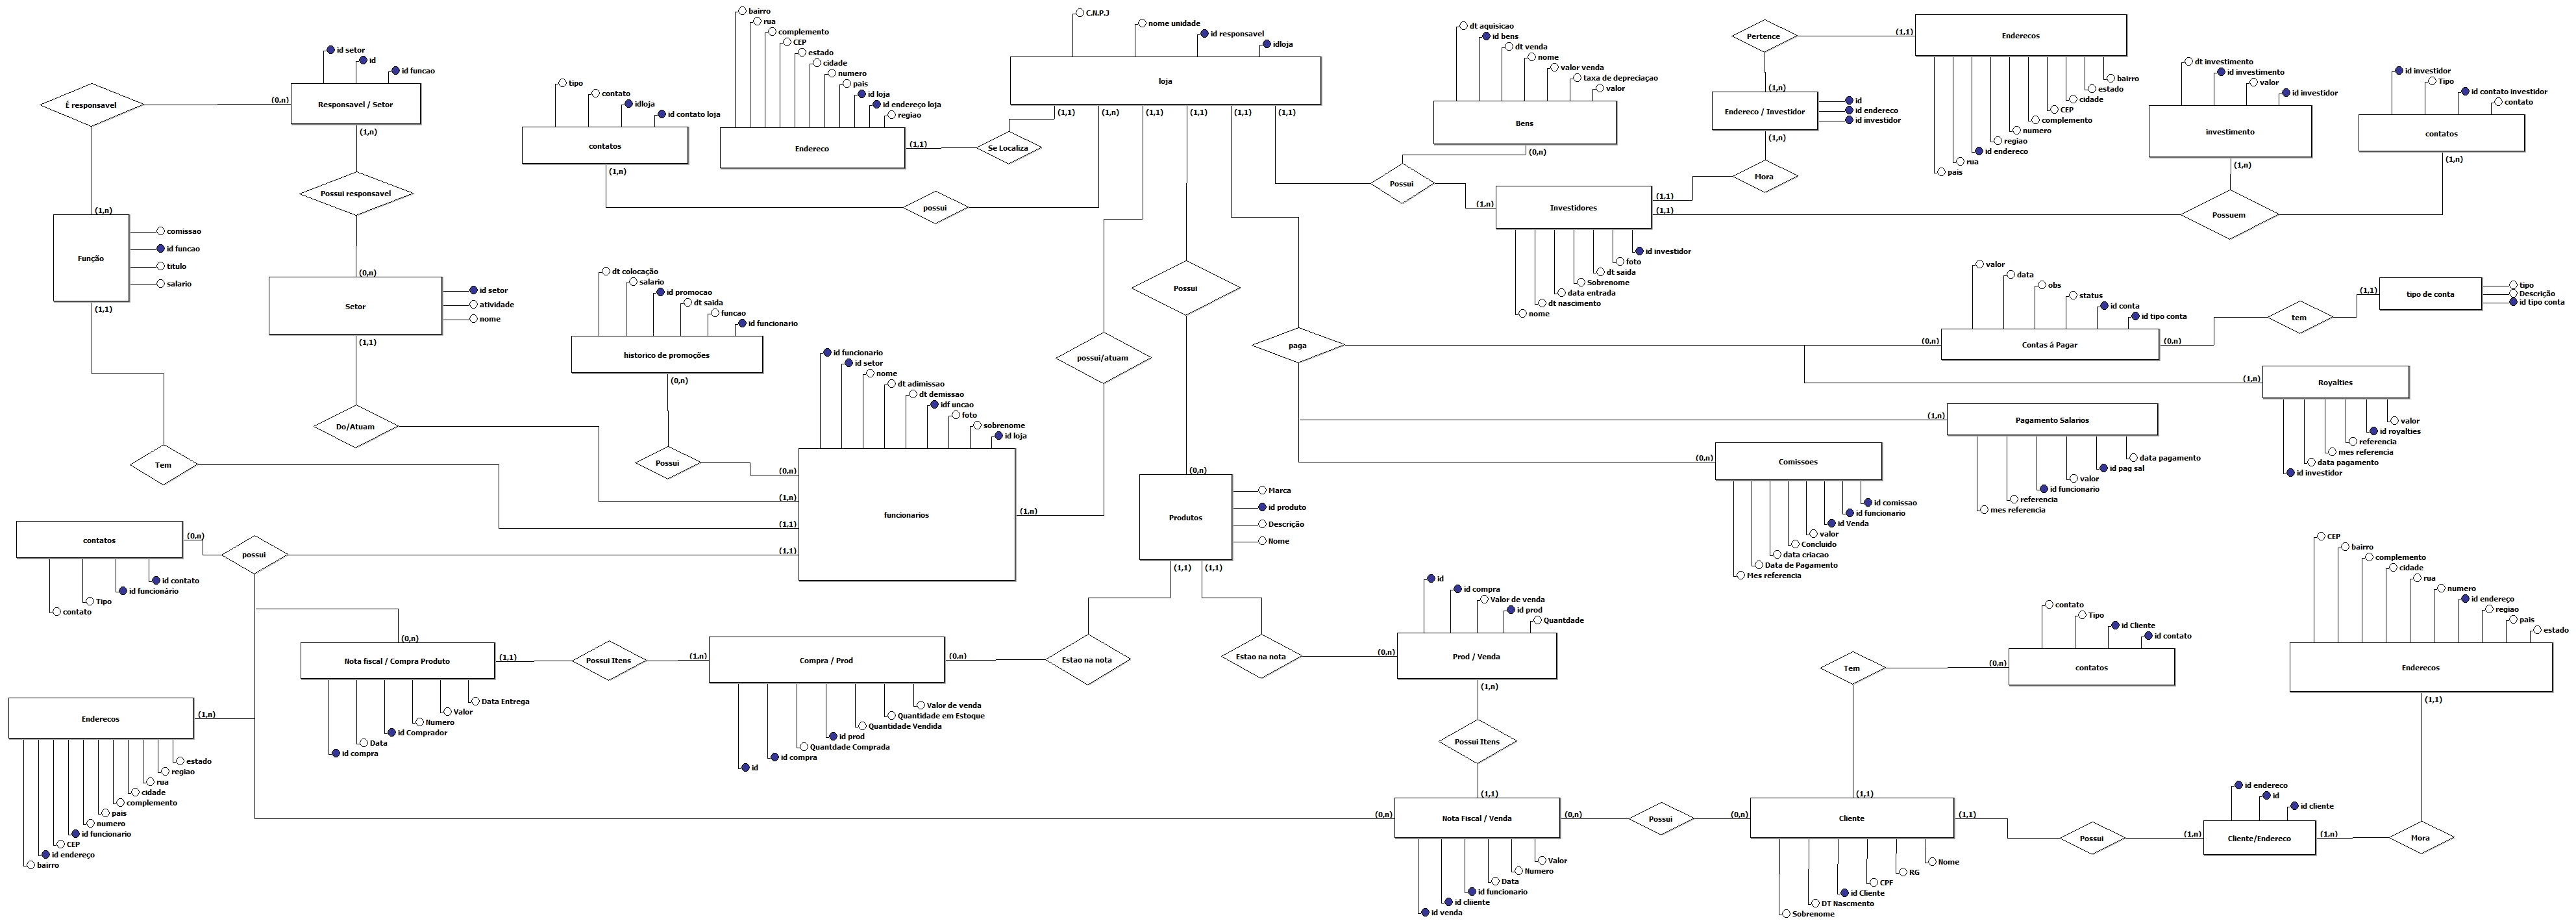 id setor
id
id funcao
Responsavel / Setor
É responsavel
(0,n)
(1,n)
Possui responsavel
(1,n)
Função
comissao
id funcao
titulo
salario
(1,1)
(0,n)
Setor
id setor
atividade
nome
(1,1)
Do/Atuam
Tem
tipo
contato
idloja
id contato loja
contatos
(1,n)
bairro
rua
complemento
CEP
estado
cidade
numero
pais
id loja
id endereço loja
regiao
Endereco
(1,1)
Se Localiza
possui
C.N.P.J
nome unidade
id responsavel
idloja
loja
(1,1)
(1,n)
(1,1)
(1,1)
(1,1)
(1,1)
dt aquisicao
id bens
dt venda
nome
valor venda
taxa de depreciaçao
valor
Bens
(0,n)
Possui
(1,n)
Investidores
(1,1)
(1,1)
id investidor
foto
dt saida
Sobrenome
data entrada
dt nascimento
nome
Pertence
(1,1)
(1,n)
Endereco / Investidor
id
id endereco
id investidor
(1,n)
Mora
Enderecos
bairro
estado
cidade
CEP
complemento
numero
regiao
id endereco
rua
pais
dt investimento
id investimento
valor
id investidor
investimento
(1,n)
id investidor
Tipo
id contato investidor
contato
contatos
(1,n)
Possuem
dt colocação
salario
id promocao
dt saida
funcao
id funcionario
historico de promoções
(0,n)
Possui
id funcionario
id setor
nome
dt adimissao
dt demissao
idf uncao
foto
sobrenome
id loja
(0,n)
(1,n)
(1,1)
(1,1)
funcionarios
(1,n)
possui/atuam
Possui
(0,n)
Produtos
Marca
id produto
Descrição
Nome
(1,1)
(1,1)
paga
valor
data
obs
status
id conta
id tipo conta
(0,n)
Contas á Pagar
(0,n)
tem
(1,1)
tipo de conta
tipo
Descrição
id tipo conta
(1,n)
Royalties
valor
id royalties
referencia
mes referencia
data pagamento
id investidor
(1,n)
Pagamento Salarios
data pagamento
id pag sal
valor
id funcionario
referencia
mes referencia
(0,n)
Comissoes
id comissao
id funcionario
id Venda
valor
Concluido
data criacao
Data de Pagamento
Mes referencia
contatos
(0,n)
possui
id contato
id funcionário
Tipo
contato
(0,n)
Nota fiscal / Compra Produto
(1,1)
Possui Itens
(1,n)
Compra / Prod
(0,n)
Estao na nota
Data Entrega
Valor
Numero
id Comprador
Data
id compra
Valor de venda
Quantidade em Estoque
Quantidade Vendida
id prod
Quantdade Comprada
id compra
id
Enderecos
(1,n)
estado
regiao
rua
cidade
complemento
pais
numero
id funcionario
CEP
id endereço
bairro
Estao na nota
(0,n)
id
id compra
Valor de venda
id prod
Quantdade
Prod / Venda
(1,n)
Possui Itens
(1,1)
(0,n)
Nota Fiscal / Venda
(0,n)
Possui
(0,n)
Cliente
(1,1)
(1,1)
Valor
Numero
Data
id funcionario
id cliiente
id venda
Nome
RG
CPF
id Cliente
DT Nascmento
Sobrenome
Tem
(0,n)
contato
Tipo
id Cliente
id contato
contatos
CEP
bairro
complemento
cidade
rua
numero
id endereço
regiao
pais
estado
Enderecos
(1,1)
Possui
(1,n)
id endereco
id
id cliente
Cliente/Endereco
(1,n)
Mora